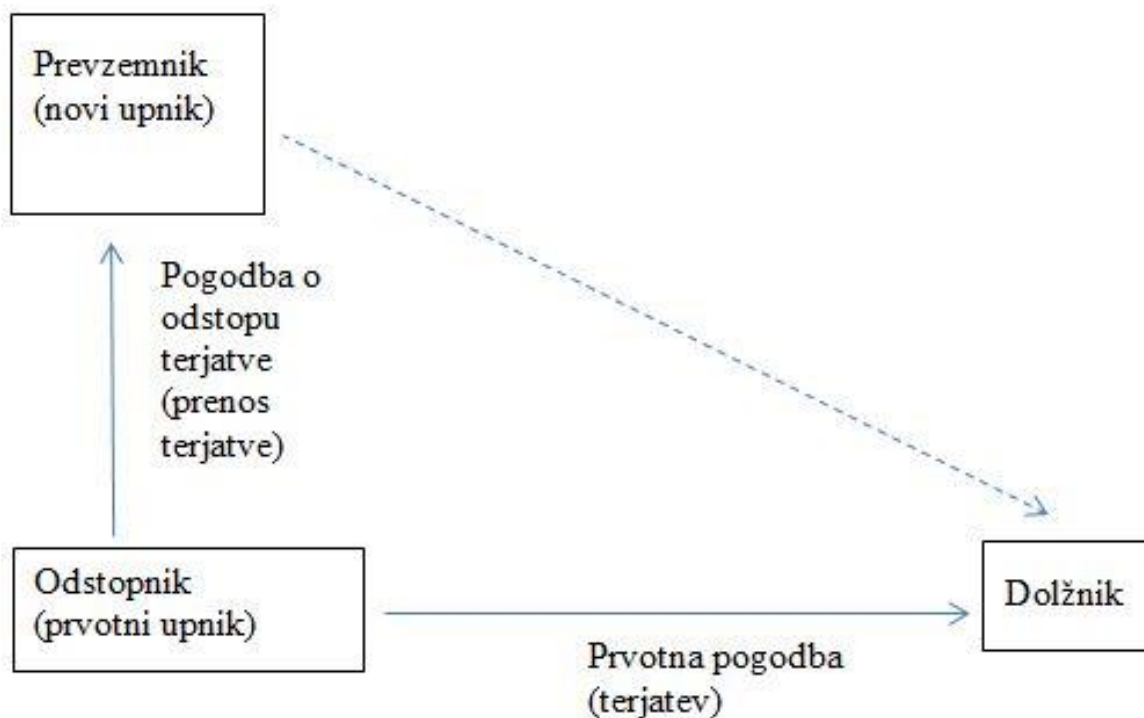 Prevzemnik
(novi upnik)
Pogodba o
odstopu
terjatve
(prenos
terjatve)
Odstopnik
(prvotni upnik)
Dolžnik
Prvotna pogodba
(terjatev)